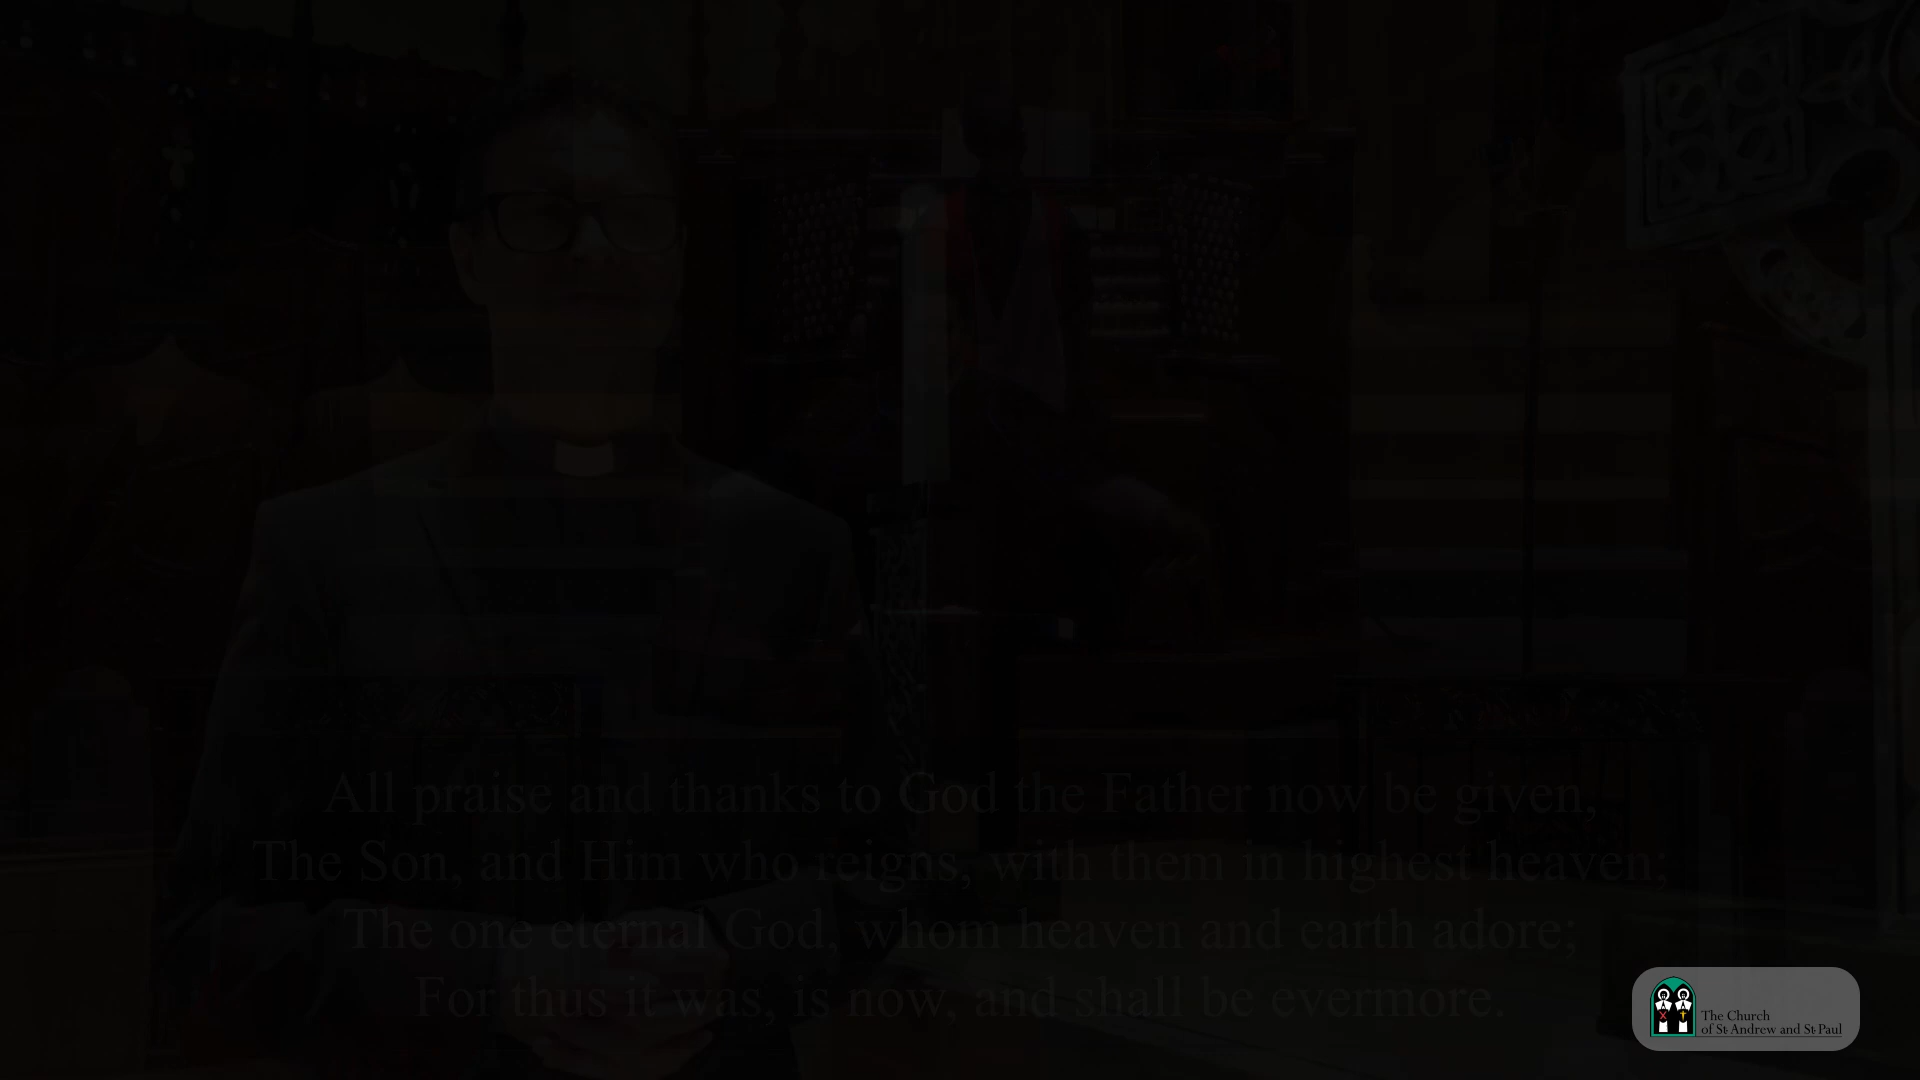 All praise and thanks to God the Father now be given,
The Son, and Him who reigns, with them in highest heaven;
The one eternal God, whom heaven and earth adore;
For thus it was, is now, and shall be evermore.
The Church
of St Andrew and St Paul